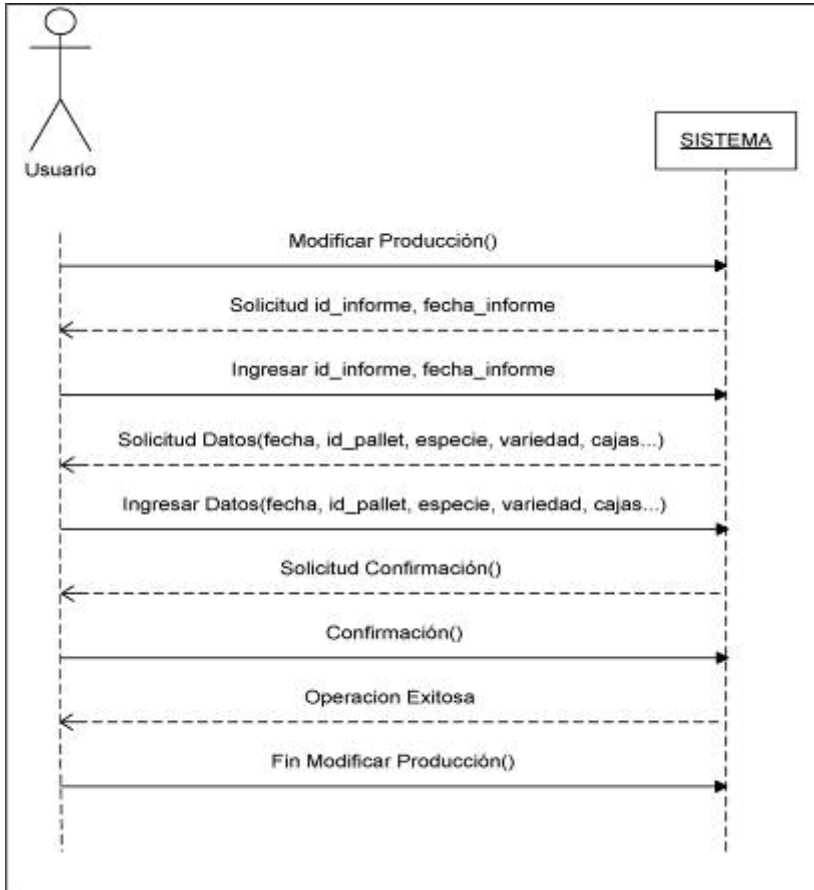 Usuario
SISTEMA
Modificar Producción()
Solicitud id_informe, fecha_informe
Ingresar id_informe, fecha_informe
Solicitud Datos(fecha, id_pallet, especie, variedad, cajas...)
Ingresar Datos(fecha, id_pallet, especie, variedad, cajas...)
Solicitud Confirmación()
Confirmación()
Operacion Exitosa
Fin Modificar Producción()